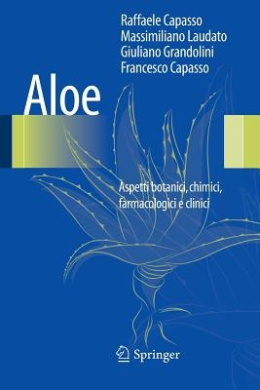 Raffaele Capasso
Massimiliano Laudato
Giuliano Grandolini
Francesco Capasso
Aloe
Aspetti botanici, chimici,
farmacologici e clinici
Springer